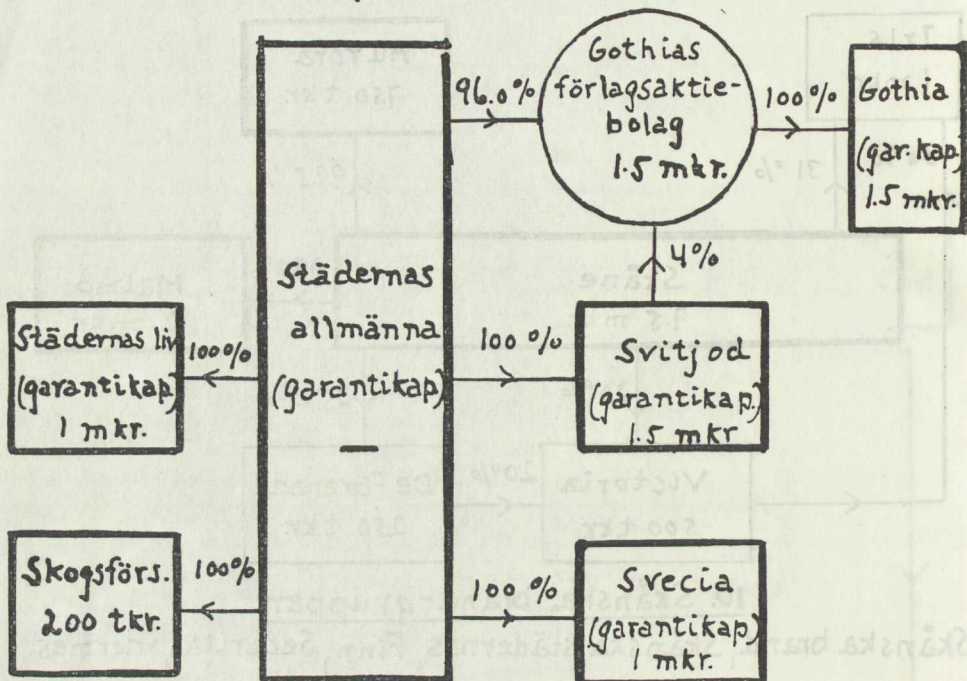 96.0%
Gothias
förlagsaktie-
bolag
1.5 mkr.
100%
Gothia
(gar.kap.)
1.5 mkr.
4%
Städernas
allmänna
(garantikap)
—
Städernas liv
(garantikap)
1 mkr.
100%
100%
Svitjod
(garantikap.)
1.5 mkr
Skogsförs.
200 tkr.
100%
100%
Svecia
(garantikap)
1 mkr.